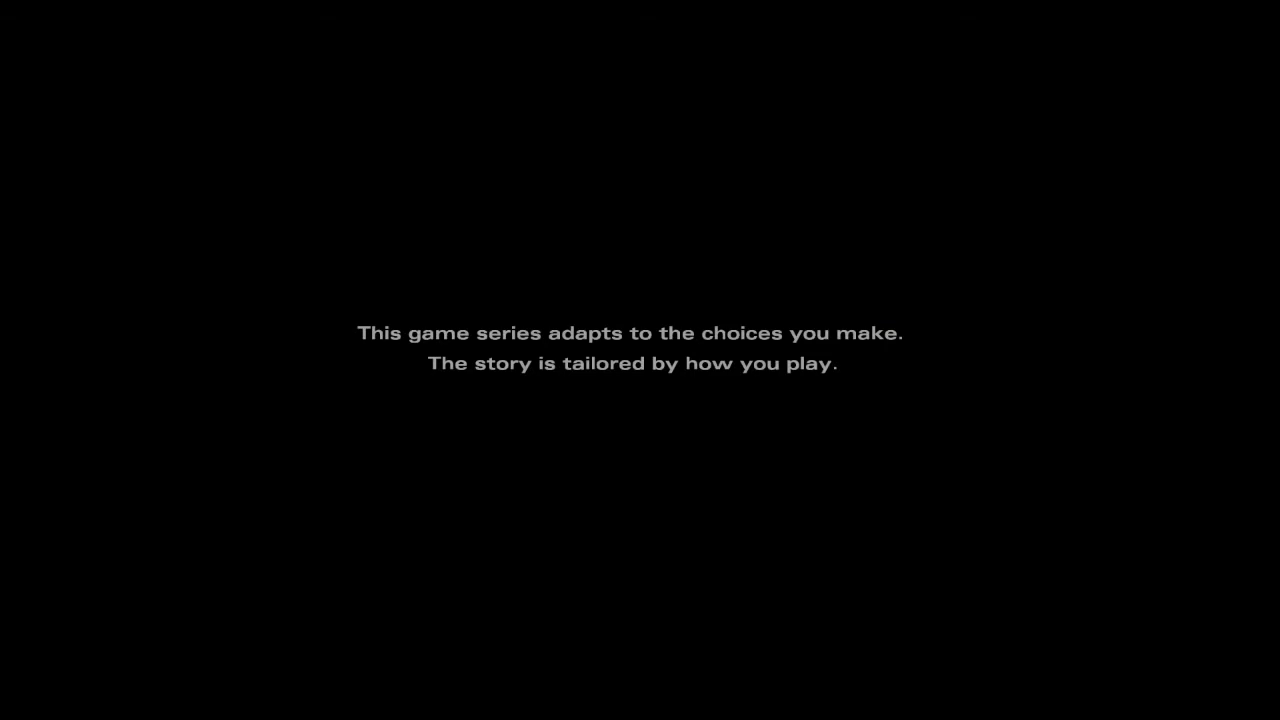 This game series adapts to the choices you make.
The story is tailored by how you play.